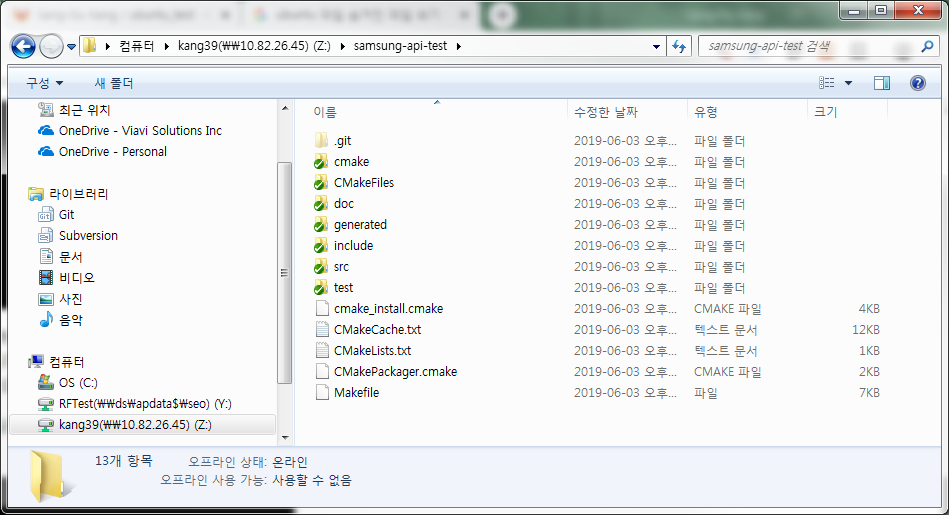 컴퓨터 kang39(₩₩10.82.26.45) (Z:) samsung-api-test
samsung-api-test 검색
구성 새 폴더
최근 위치
OneDrive - Viavi Solutions Inc
OneDrive - Personal
라이브러리
Git
Subversion
문서
비디오
사진
음악
컴퓨터
OS (C:)
RFTest(₩₩ds₩apdata$₩seo) (Y:)
kang39(₩₩10.82.26.45) (Z:)
이름 수정한 날짜 유형 크기
.git 2019-06-03 오후... 파일 폴더
cmake 2019-06-03 오후... 파일 폴더
CMakeFiles 2019-06-03 오후... 파일 폴더
doc 2019-06-03 오후... 파일 폴더
generated 2019-06-03 오후... 파일 폴더
include 2019-06-03 오후... 파일 폴더
src 2019-06-03 오후... 파일 폴더
test 2019-06-03 오후... 파일 폴더
cmake_install.cmake 2019-06-03 오후... CMAKE 파일 4KB
CMakeCache.txt 2019-06-03 오후... 텍스트 문서 12KB
CMakeLists.txt 2019-06-03 오후... 텍스트 문서 1KB
CMakePackager.cmake 2019-06-03 오후... CMAKE 파일 2KB
Makefile 2019-06-03 오후... 파일 7KB
13개 항목 오프라인 상태: 온라인
오프라인 사용 가능: 사용할 수 없음